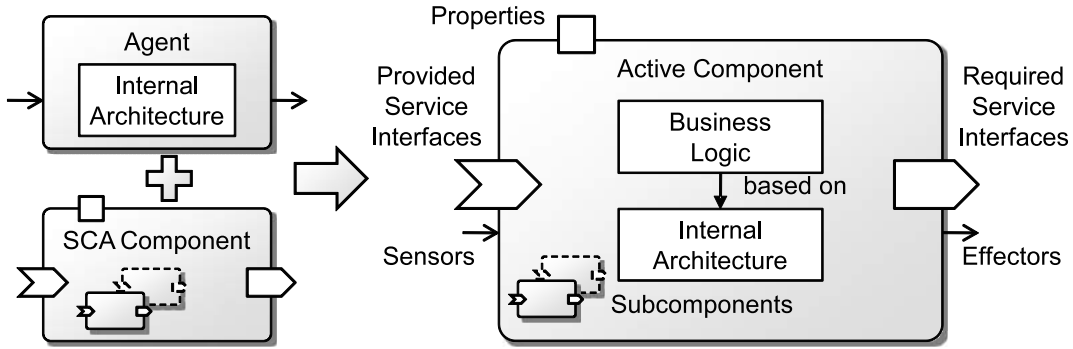 Agent
Internal
Architecture
SCA Component
Properties
Provided
Service
Interfaces
Sensors
Active Component
Business
Logic
based on
Internal
Architecture
Subcomponents
Required
Service
Interfaces
Effectors